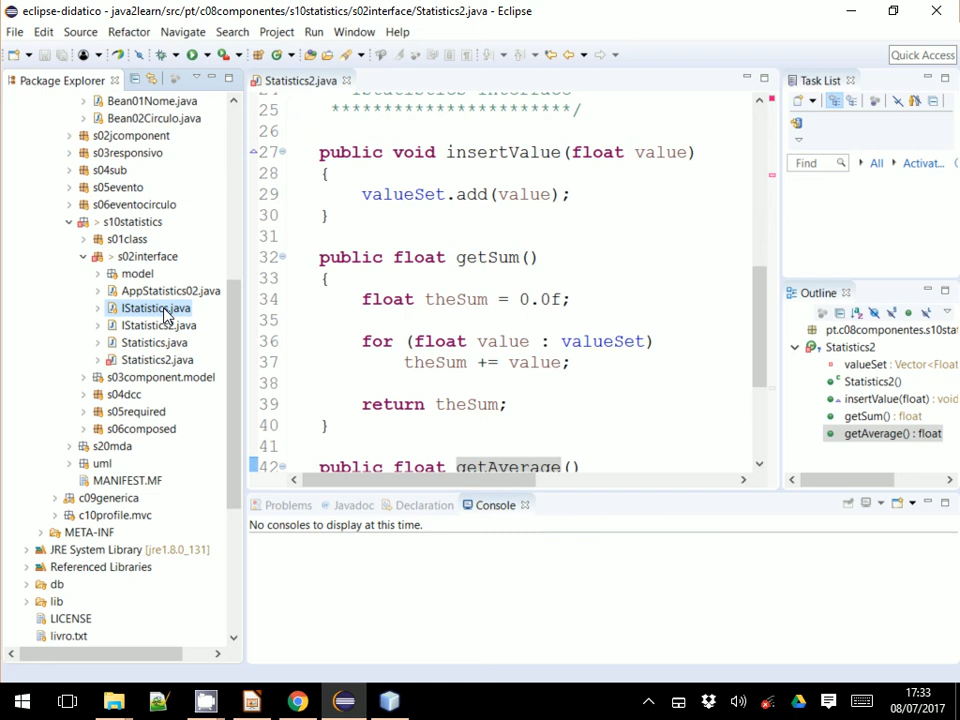 eclipse-didatico - java2learn/src/pt/c08componentes/s10statistics/s02interface/Statistics2.java - Eclipse
File Edit Source Refactor Navigate Search Project Run Window Help
Quick Access
Package Explorer
Bean01Nome.java
Bean02Circulo.java
s02jcomponent
s03responsivo
s04sub
s05evento
s06eventocirculo
> s10statistics
s01class
> s02interface
model
AppStatistics02.java
IStatistics.java
IStatistics2.java
Statistics.java
Statistics2.java
s03component.model
s04dcc
s05required
s06composed
s20mda
uml
MANIFEST.MF
c09generica
c10profile.mvc
META-INF
JRE System Library [jre1.8.0_131]
Referenced Libraries
db
lib
LICENSE
livro.txt
Statistics2.java
24 IStatistics interface
25 **********************/
26
27 public void insertValue(float value)
28 {
29 valueSet.add(value);
30 }
31
32 public float getSum()
33 {
34 float theSum = 0.0f;
35
36 for (float value : valueSet)
37 theSum += value;
38
39 return theSum;
40 }
41
42 public float getAverage()
Problems Javadoc Declaration Console
No consoles to display at this time.
Task List
Find All Activat...
Outline
pt.c08componentes.s10stat
Statistics2
valueSet : Vector<Float
Statistics2()
insertValue(float) : void
getSum() : float
getAverage() : float
17:33
08/07/2017